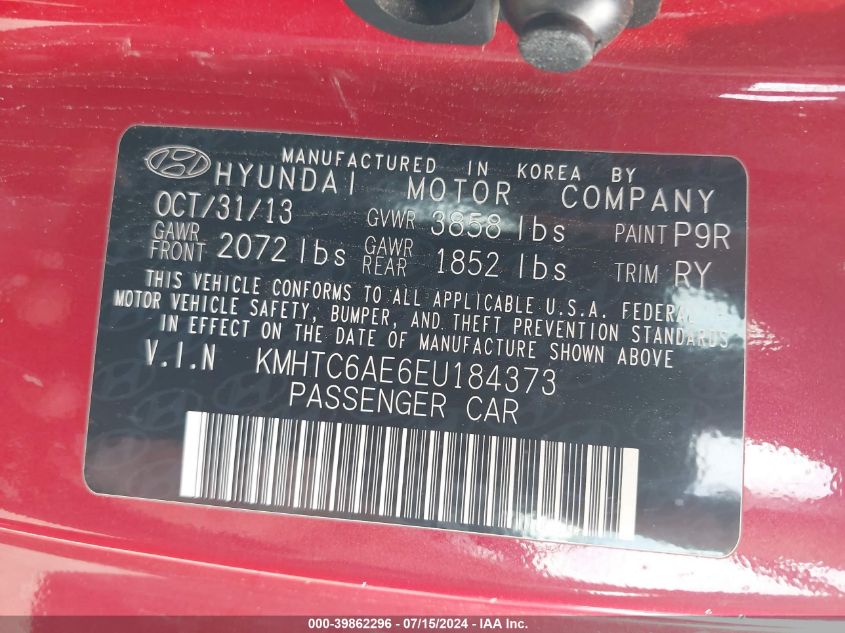 MANUFACTURED IN KOREA BY
HYUNDAI MOTOR COMPANY
OCT/31/13 GVWR 3858 lbs PAINT P9R
GAWR FRONT 2072 lbs GAWR REAR 1852 lbs TRIM RY
THIS VEHICLE CONFORMS TO ALL APPLICABLE U.S.A. FEDERAL
MOTOR VEHICLE SAFETY, BUMPER, AND THEFT PREVENTION STANDARDS
IN EFFECT ON THE DATE OF MANUFACTURE SHOWN ABOVE
V.I.N KMHTC6AE6EU184373
PASSENGER CAR
000-39862296 - 07/15/2024 - IAA Inc.